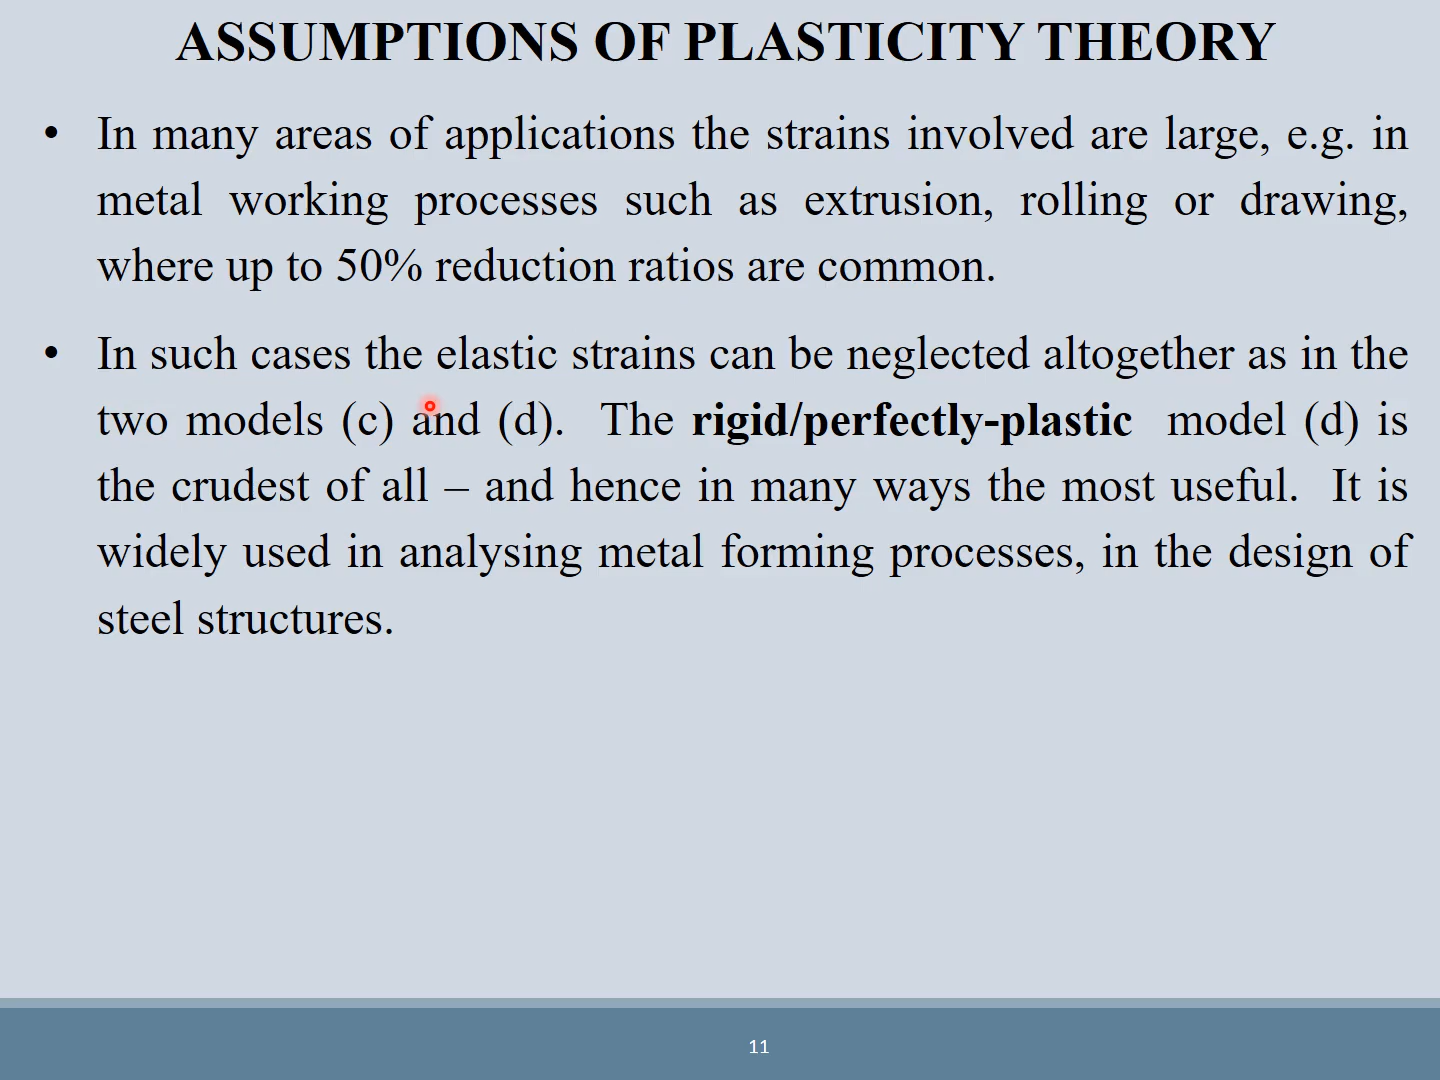 ASSUMPTIONS OF PLASTICITY THEORY
• In many areas of applications the strains involved are large, e.g. in
metal working processes such as extrusion, rolling or drawing,
where up to 50% reduction ratios are common.
• In such cases the elastic strains can be neglected altogether as in the
two models (c) and (d). The rigid/perfectly-plastic model (d) is
the crudest of all – and hence in many ways the most useful. It is
widely used in analysing metal forming processes, in the design of
steel structures.
11